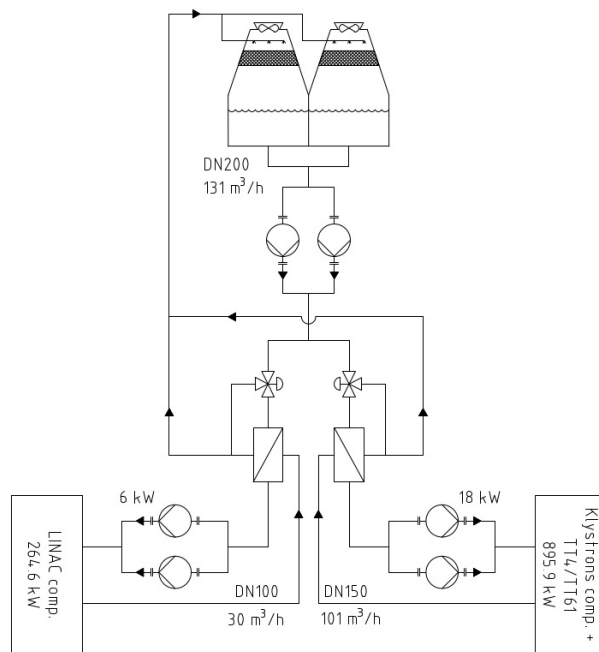 DN200
131 m³/h
6 kW
18 kW
LINAC comp.
264.6 kW
Klystrons comp. +
TT4/TT61
895.9 kW
DN100
30 m³/h
DN150
101 m³/h